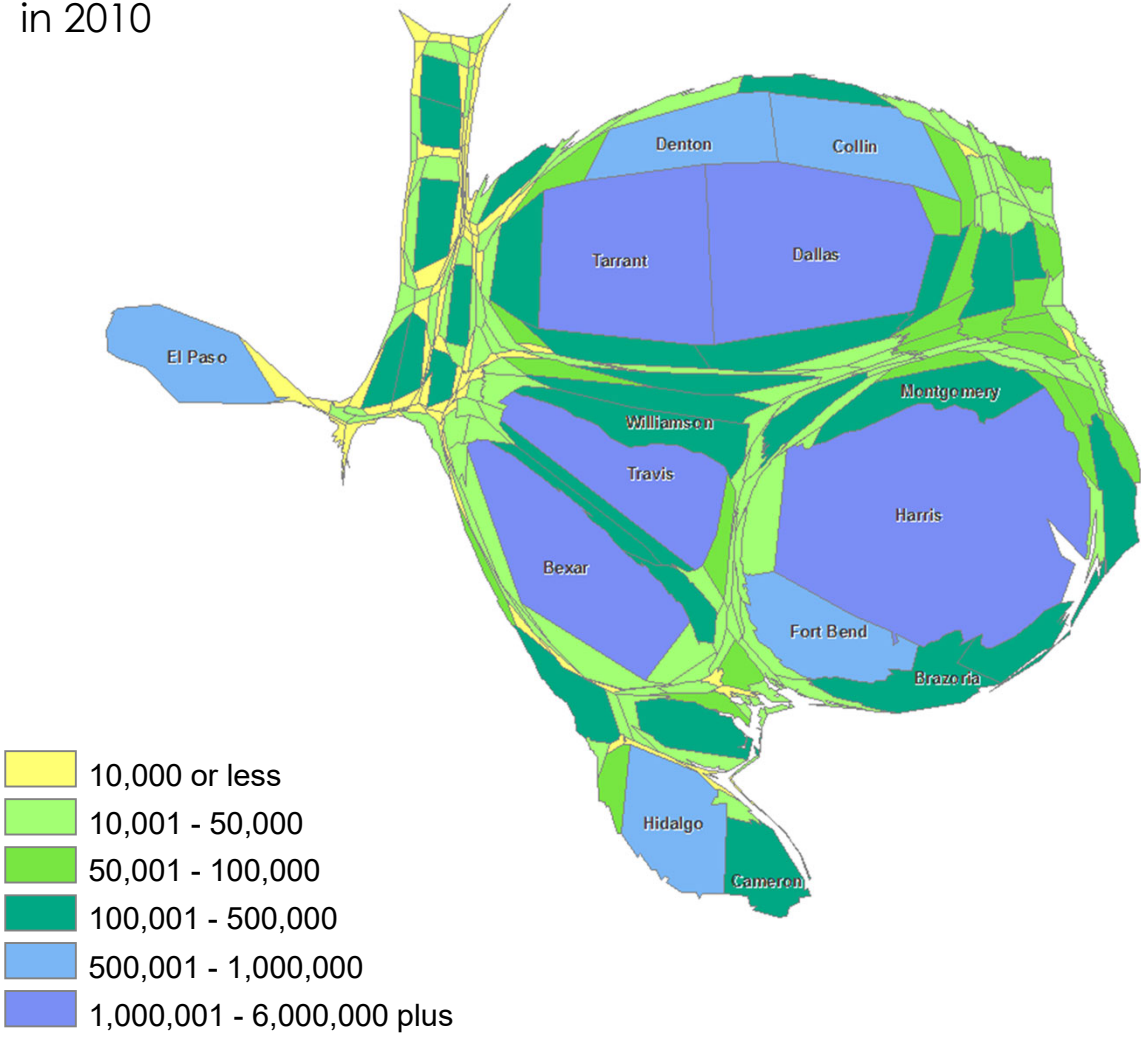 in 2010
Denton
Collin
Tarrant
Dallas
El Paso
Montgomery
Williamson
Travis
Harris
Bexar
Fort Bend
Brazoria
Hidalgo
Cameron
10,000 or less
10,001 - 50,000
50,001 - 100,000
100,001 - 500,000
500,001 - 1,000,000
1,000,001 - 6,000,000 plus